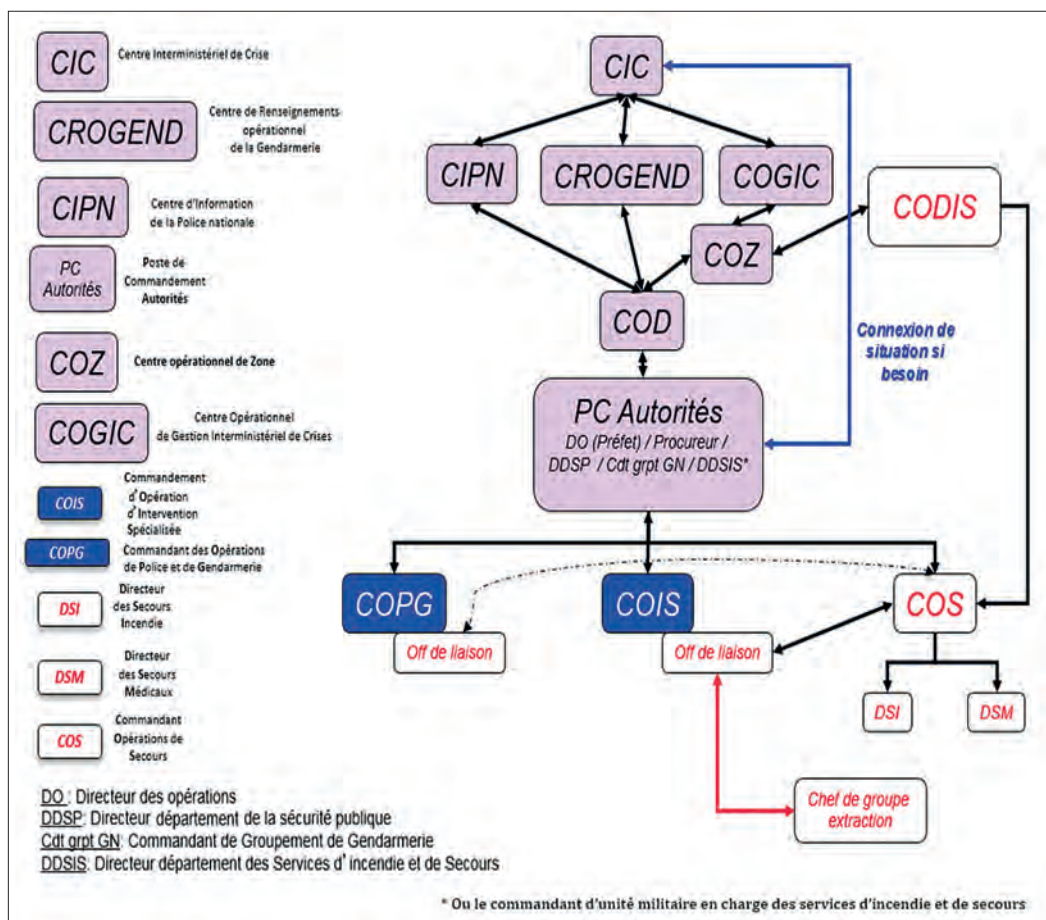 CIC
Centre Interministériel de Crise
CROGEND
Centre de Renseignements
opérationnel
de la Gendarmerie
CIPN
Centre d'Information
de la Police nationale
PC
Autorités
Poste de
Commandement
Autorités
COZ
Centre opérationnel de Zone
COGIC
Centre Opérationnel
de Gestion Interministériel de Crises
COIS
Commandement
d'Opération
d'Intervention
Spécialisée
COPG
Commandant des Opérations
de Police et de Gendarmerie
DSI
Directeur
des Secours
Incendie
DSM
Directeur
des Secours
Médicaux
COS
Commandant
Opérations de
Secours
DO : Directeur des opérations
DDSP: Directeur département de la sécurité publique
Cdt grpt GN: Commandant de Groupement de Gendarmerie
DDSIS: Directeur département des Services d'incendie et de Secours
CIC
CIPN
CROGEND
COGIC
CODIS
COZ
COD
Connexion de
situation si
besoin
PC Autorités
DO (Préfet) / Procureur /
DDSP / Cdt grpt GN / DDSIS*
COPG
Off de liaison
COIS
Off de liaison
COS
DSI
DSM
Chef de groupe
extraction
* Ou le commandant d'unité militaire en charge des services d'incendie et de secours